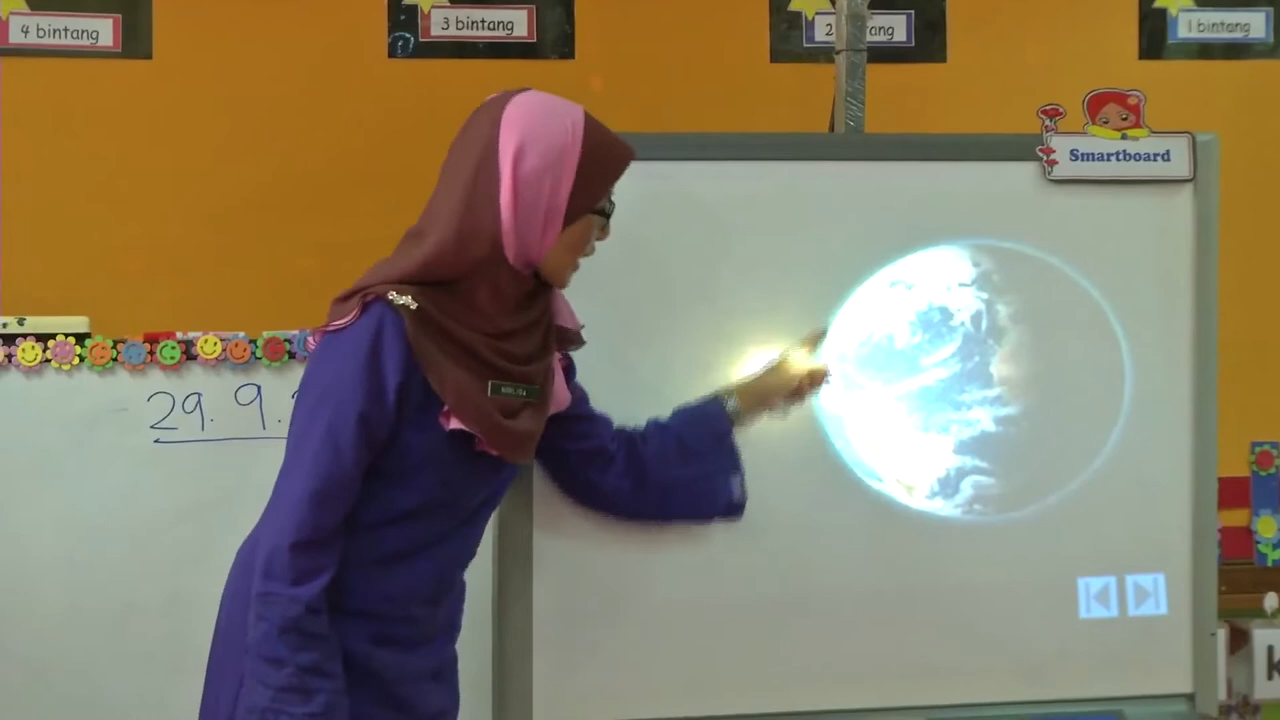 4 bintang
3 bintang
1 bintang
Smartboard
29. 9.